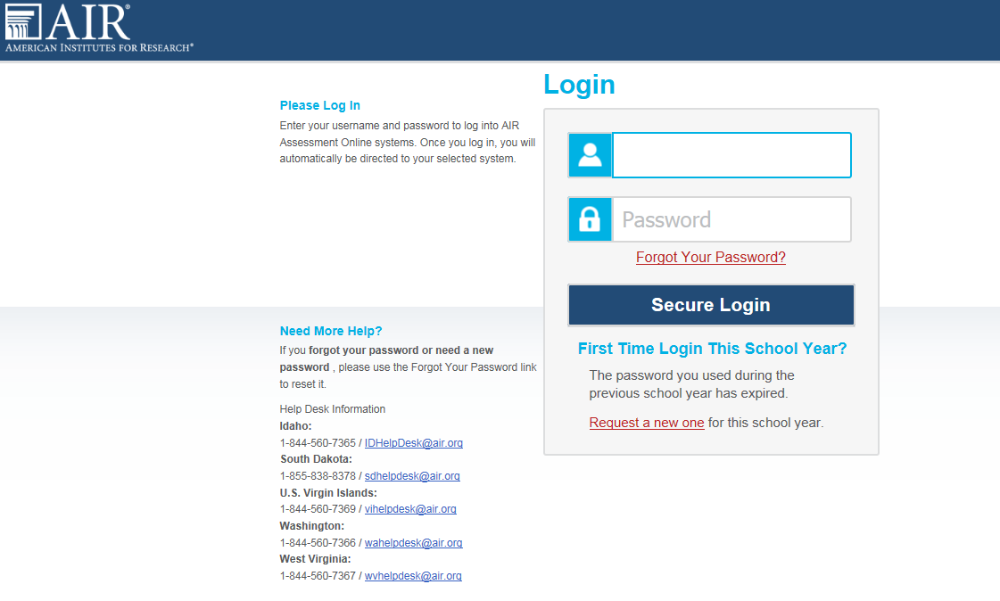 AIR®
AMERICAN INSTITUTES FOR RESEARCH®
Please Log In
Enter your username and password to log into AIR
Assessment Online systems. Once you log in, you will
automatically be directed to your selected system.
Login
Password
Forgot Your Password?
Secure Login
First Time Login This School Year?
The password you used during the
previous school year has expired.
Request a new one for this school year.
Need More Help?
If you forgot your password or need a new
password , please use the Forgot Your Password link
to reset it.
Help Desk Information
Idaho:
1-844-560-7365 / IDHelpDesk@air.org
South Dakota:
1-855-838-8378 / sdhelpdesk@air.org
U.S. Virgin Islands:
1-844-560-7369 / vihelpdesk@air.org
Washington:
1-844-560-7366 / wahelpdesk@air.org
West Virginia:
1-844-560-7367 / wvhelpdesk@air.org